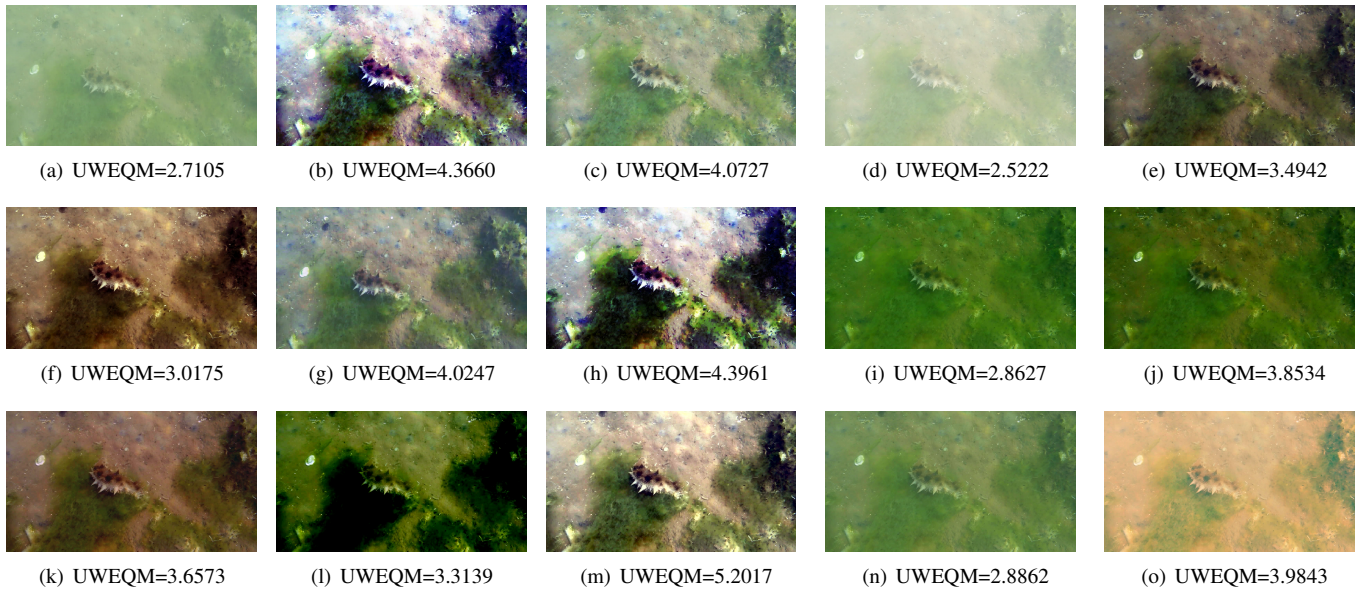 (a) UWEQM=2.7105 (b) UWEQM=4.3660 (c) UWEQM=4.0727 (d) UWEQM=2.5222 (e) UWEQM=3.4942
(f) UWEQM=3.0175 (g) UWEQM=4.0247 (h) UWEQM=4.3961 (i) UWEQM=2.8627 (j) UWEQM=3.8534
(k) UWEQM=3.6573 (l) UWEQM=3.3139 (m) UWEQM=5.2017 (n) UWEQM=2.8862 (o) UWEQM=3.9843